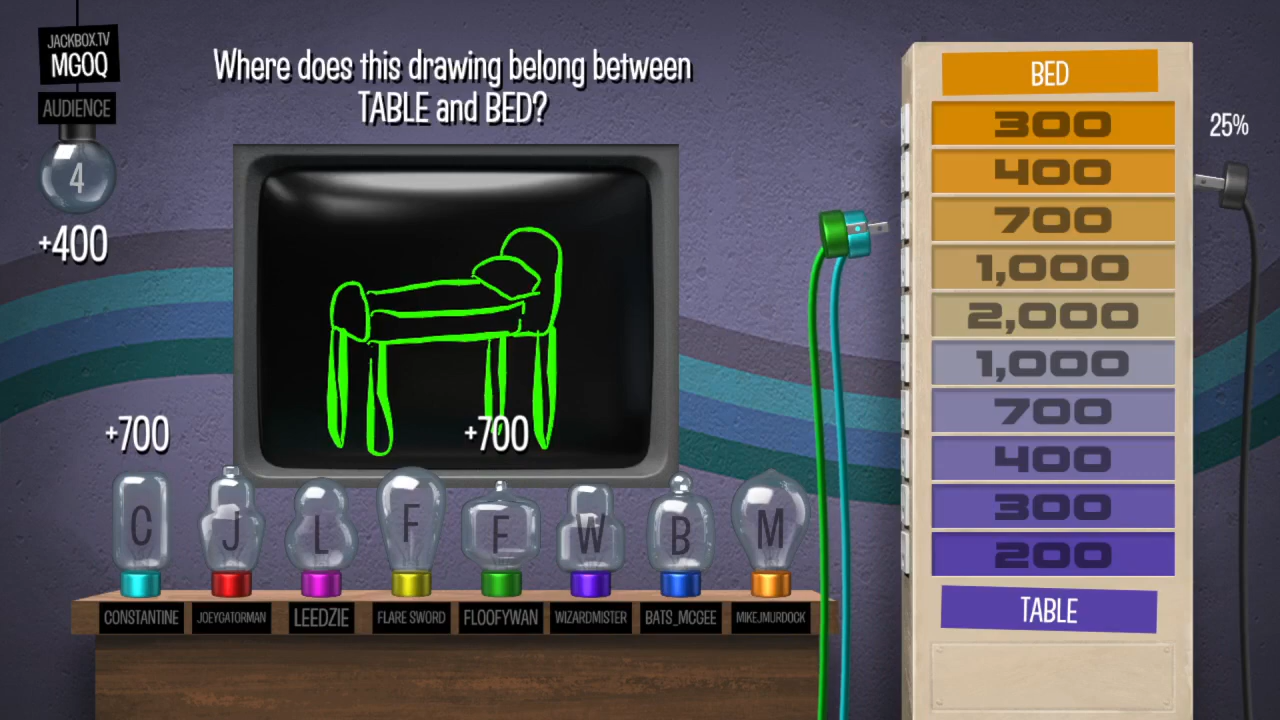 JACKBOX.TV
MGOQ
AUDIENCE
4
+400
Where does this drawing belong between
TABLE and BED?
+700
+700
C
J
L
F
F
W
B
M
CONSTANTINE
JOEYGATORMAN
LEEDZIE
FLARE SWORD
FLOOFYWAN
WIZARDMISTER
BATS_MCGEE
MIKEJMURDOCK
BED
300
400
700
1,000
2,000
1,000
700
400
300
200
TABLE
25%